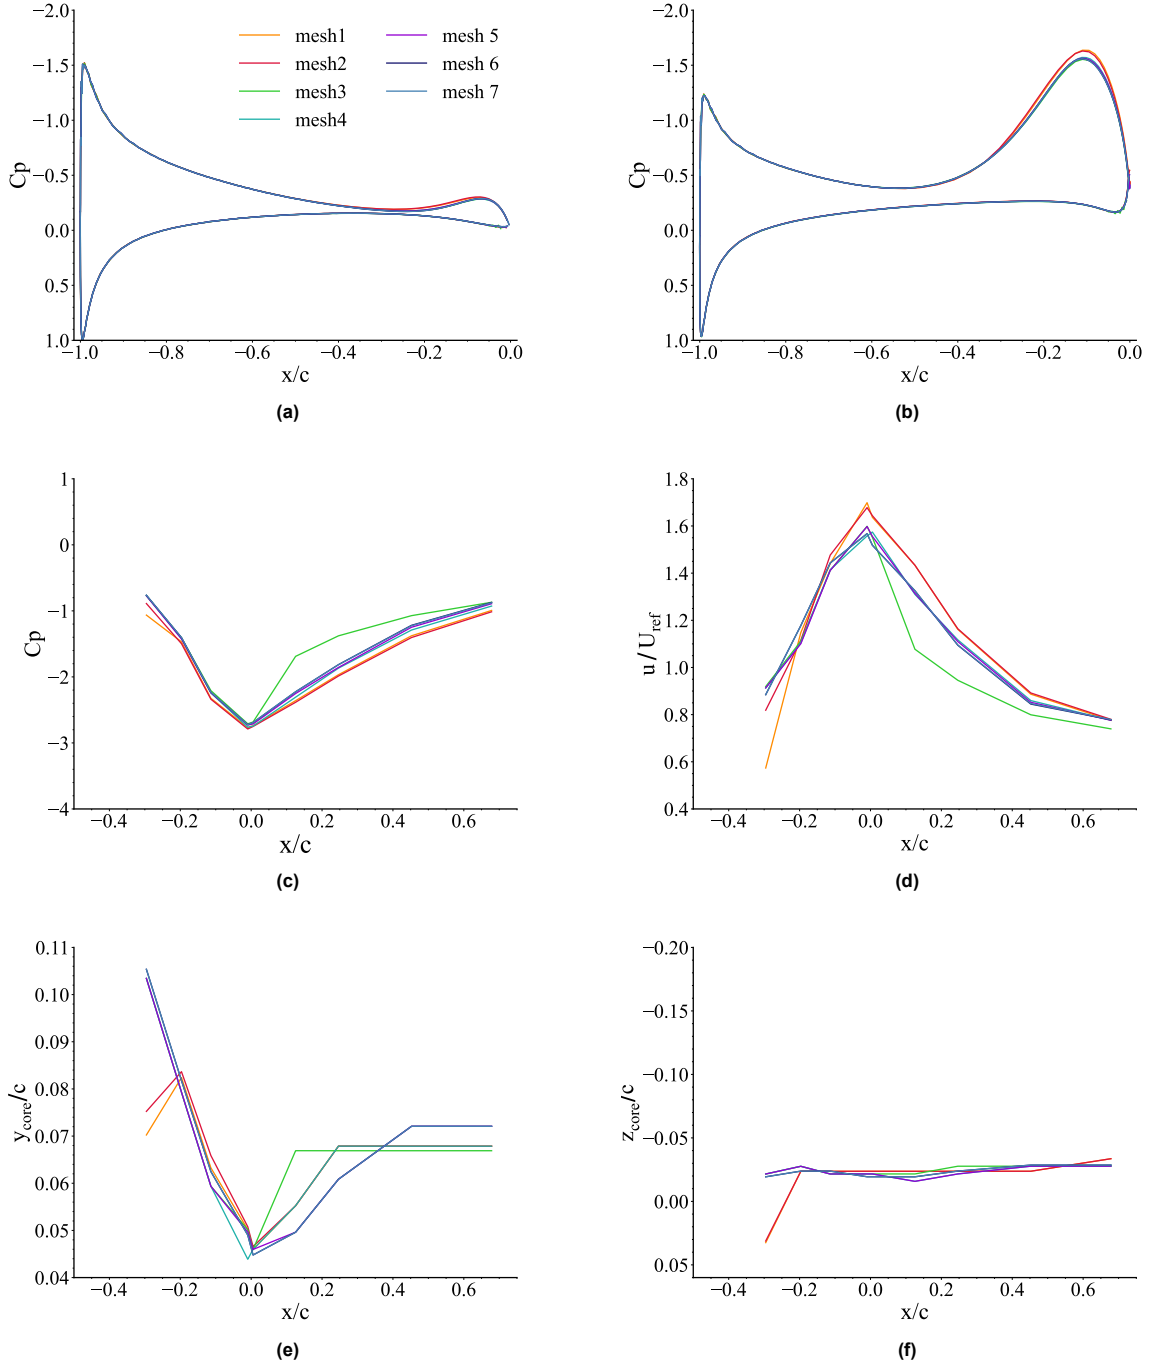 −2.0
−1.5
−1.0
−0.5
0.0
0.5
1.0
Cp
mesh1
mesh2
mesh3
mesh4
mesh 5
mesh 6
mesh 7
−1.0 −0.8 −0.6 −0.4 −0.2 0.0
x/c
(a)
−2.0
−1.5
−1.0
−0.5
0.0
0.5
1.0
Cp
−1.0 −0.8 −0.6 −0.4 −0.2 0.0
x/c
(b)
1
0
−1
−2
−3
−4
Cp
−0.4 −0.2 0.0 0.2 0.4 0.6
x/c
(c)
1.8
1.6
1.4
1.2
1.0
0.8
0.6
0.4
u/U_ref
−0.4 −0.2 0.0 0.2 0.4 0.6
x/c
(d)
0.11
0.10
0.09
0.08
0.07
0.06
0.05
0.04
y_core/c
−0.4 −0.2 0.0 0.2 0.4 0.6
x/c
(e)
−0.20
−0.15
−0.10
−0.05
0.00
0.05
z_core/c
−0.4 −0.2 0.0 0.2 0.4 0.6
x/c
(f)